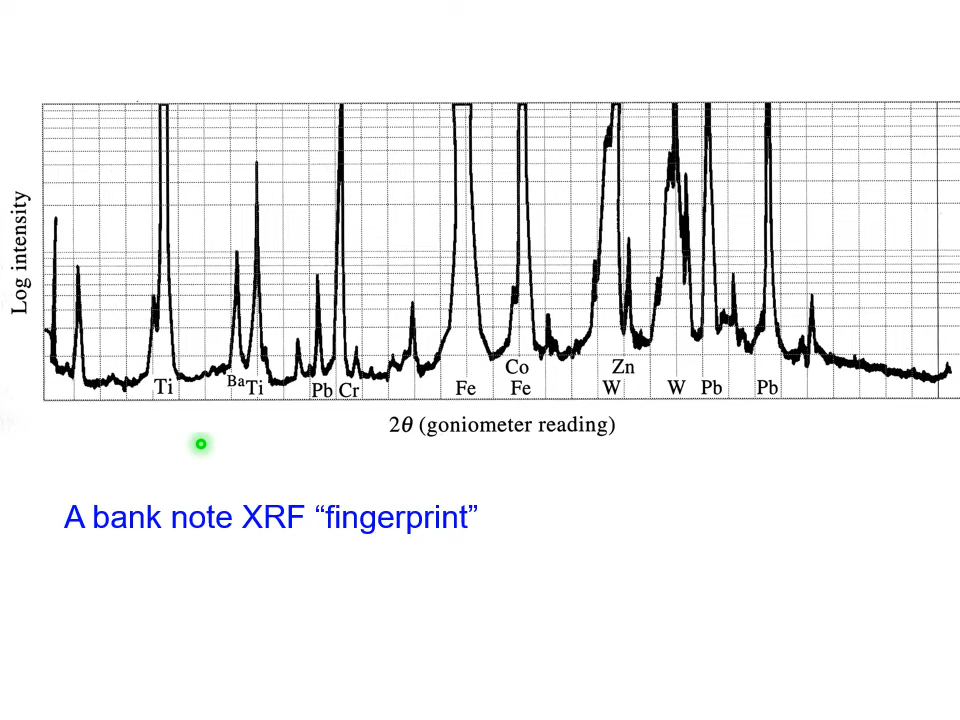 Log intensity
Co Zn
Ti Ba Ti Pb Cr Fe Fe W W Pb Pb
2θ (goniometer reading)
A bank note XRF “fingerprint”